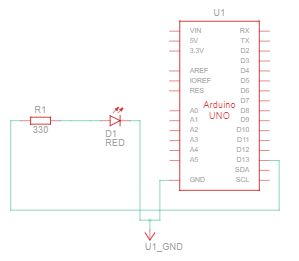 U1
VIN RX
5V TX
3.3V D2
D3
AREF D4
IOREF D5
RES D6
D7
Arduino
UNO
A0 D8
A1 D9
A2 D10
A3 D11
A4 D12
A5 D13
SDA
GND SCL
R1
330
D1
RED
U1_GND